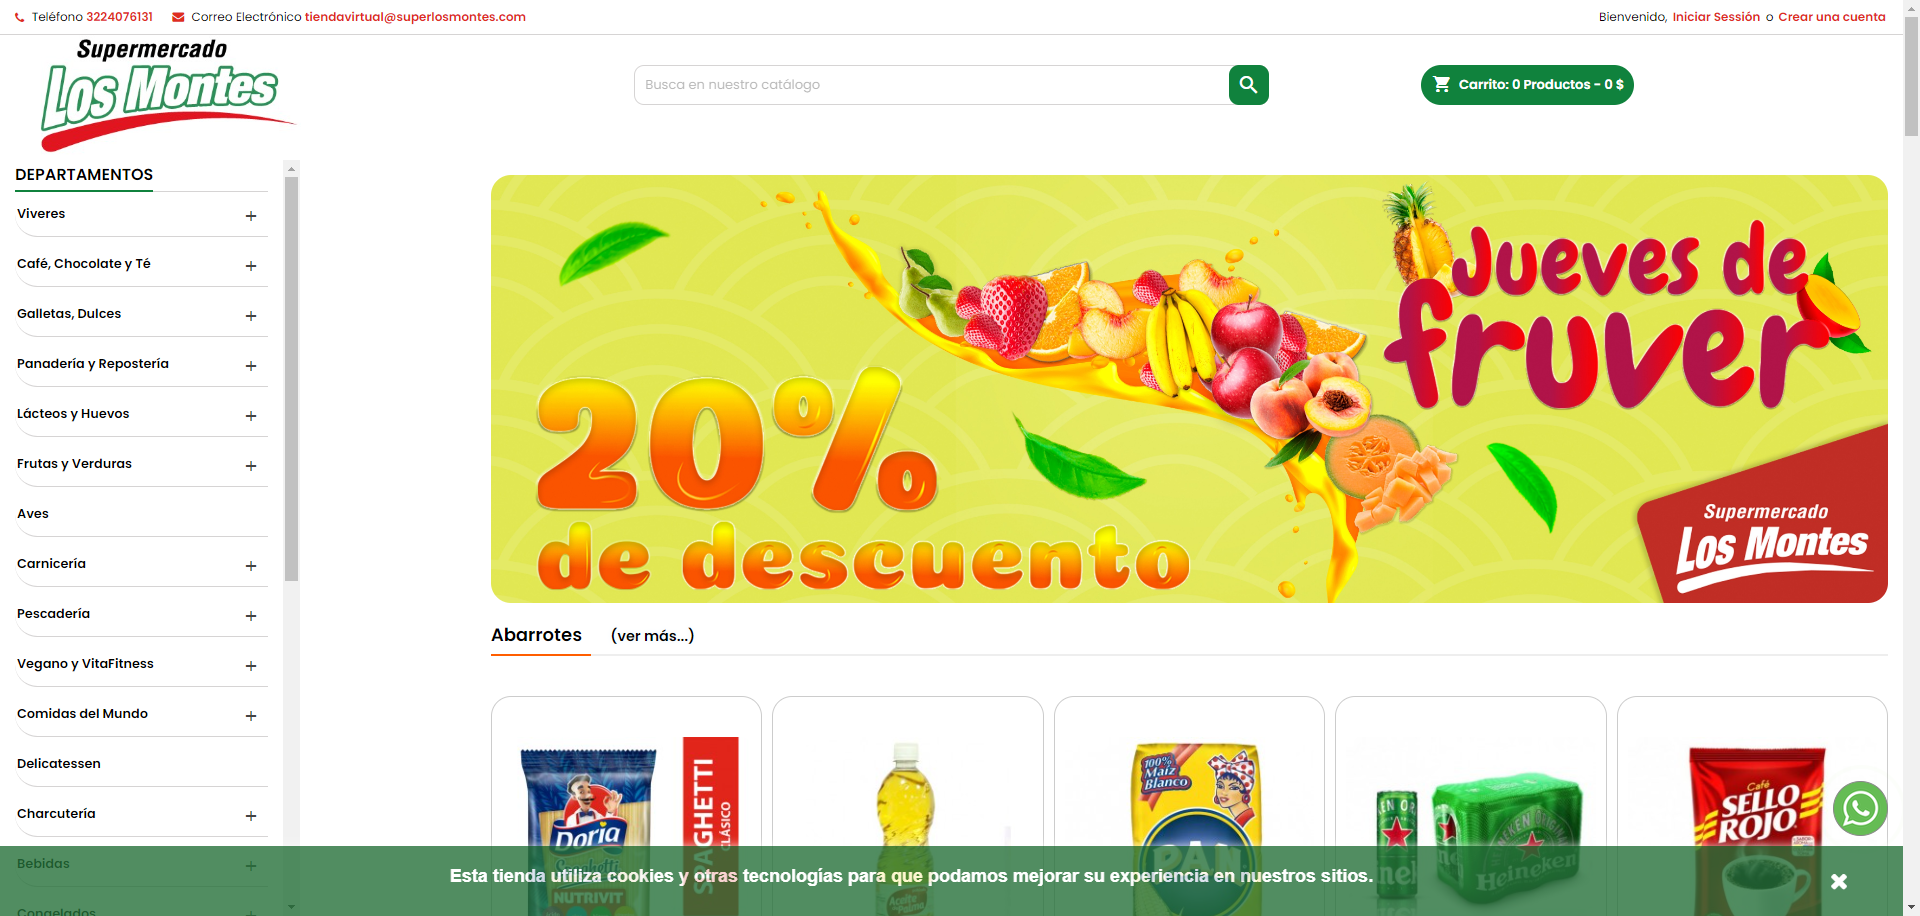 Teléfono 3224076131 Correo Electrónico tiendavirtual@superlosmontes.com Bienvenido, Iniciar Sessión o Crear una cuenta
Supermercado
Los Montes
Busca en nuestro catálogo
Carrito: 0 Productos - 0 $
DEPARTAMENTOS
Viveres
Café, Chocolate y Té
Galletas, Dulces
Panadería y Repostería
Lácteos y Huevos
Frutas y Verduras
Aves
Carnicería
Pescadería
Vegano y VitaFitness
Comidas del Mundo
Delicatessen
Charcutería
Bebidas
Congelados
Jueves de
fruver
20%
de descuento
Supermercado
Los Montes
Abarrotes (ver más...)
Doria
Spaghetti
NUTRIVIT
SPAGHETTI
CLÁSICO
Aceite
de Palma
100%
Maíz
Blanco
PAN
Heineken
Café
SELLO
ROJO
Esta tienda utiliza cookies y otras tecnologías para que podamos mejorar su experiencia en nuestros sitios.